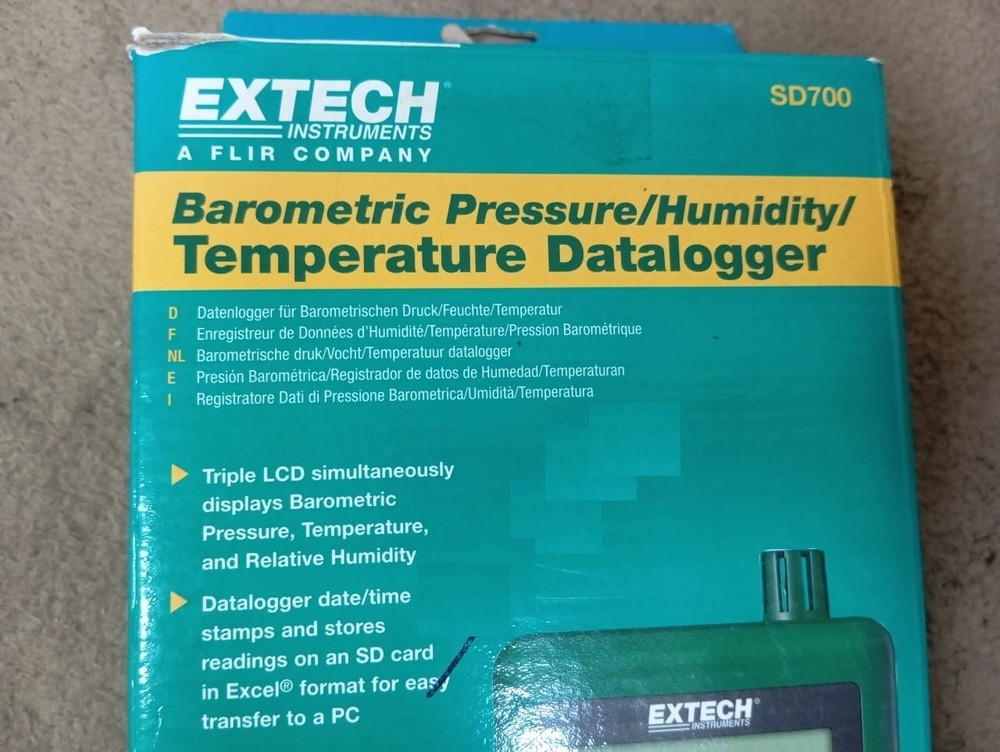 EXTECH®
INSTRUMENTS
A FLIR COMPANY
SD700
Barometric Pressure/Humidity/
Temperature Datalogger
D Datenlogger für Barometrischen Druck/Feuchte/Temperatur
F Enregistreur de Données d'Humidité/Température/Pression Barométrique
NL Barometrische druk/Vocht/Temperatuur datalogger
E Presión Barométrica/Registrador de datos de Humedad/Temperaturan
I Registratore Dati di Pressione Barometrica/Umidità/Temperatura
Triple LCD simultaneously
displays Barometric
Pressure, Temperature,
and Relative Humidity
Datalogger date/time
stamps and stores
readings on an SD card
in Excel® format for easy
transfer to a PC
EXTECH®
INSTRUMENTS